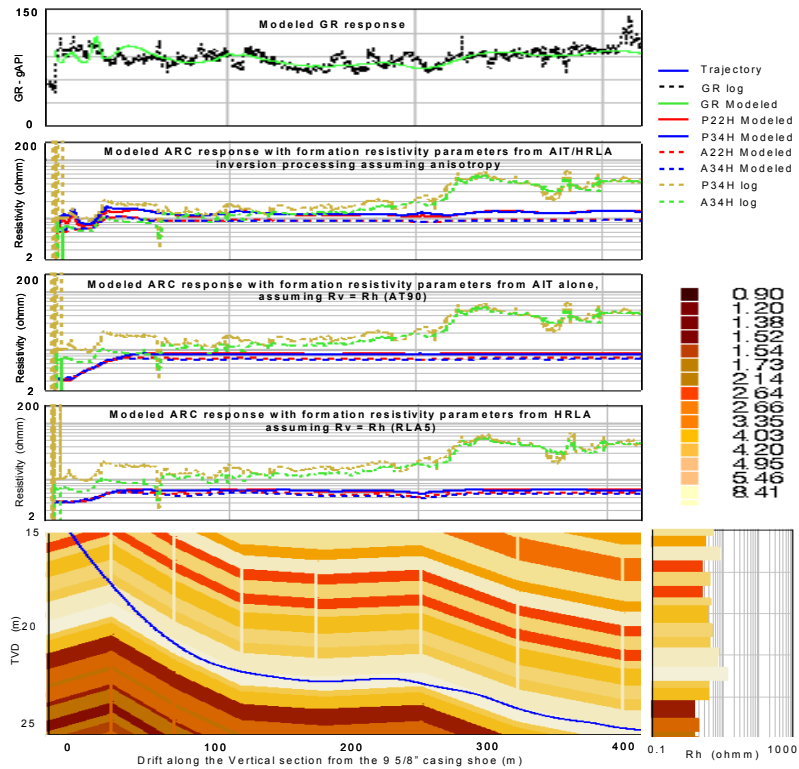 150
Modeled GR response
GR - gAPI
0
Trajectory
GR log
GR Modeled
P22H Modeled
P34H Modeled
A22H Modeled
A34H Modeled
P34H log
A34H log
200
Modeled ARC response with formation resistivity parameters from AIT/HRLA
inversion processing assuming anisotropy
Resistivity (ohmm)
2
200
Modeled ARC response with formation resistivity parameters from AIT alone,
assuming Rv = Rh (AT90)
Resistivity (ohmm)
2
200
Modeled ARC response with formation resistivity parameters from HRLA
assuming Rv = Rh (RLA5)
Resistivity (ohmm)
2
0.90
1.20
1.38
1.52
1.54
1.73
2.14
2.64
2.66
3.35
4.03
4.20
4.95
5.46
8.41
15
20
25
TVD (m)
0 100 200 300 400
Drift along the Vertical section from the 9 5/8" casing shoe (m)
0.1 1000
Rh (ohmm)